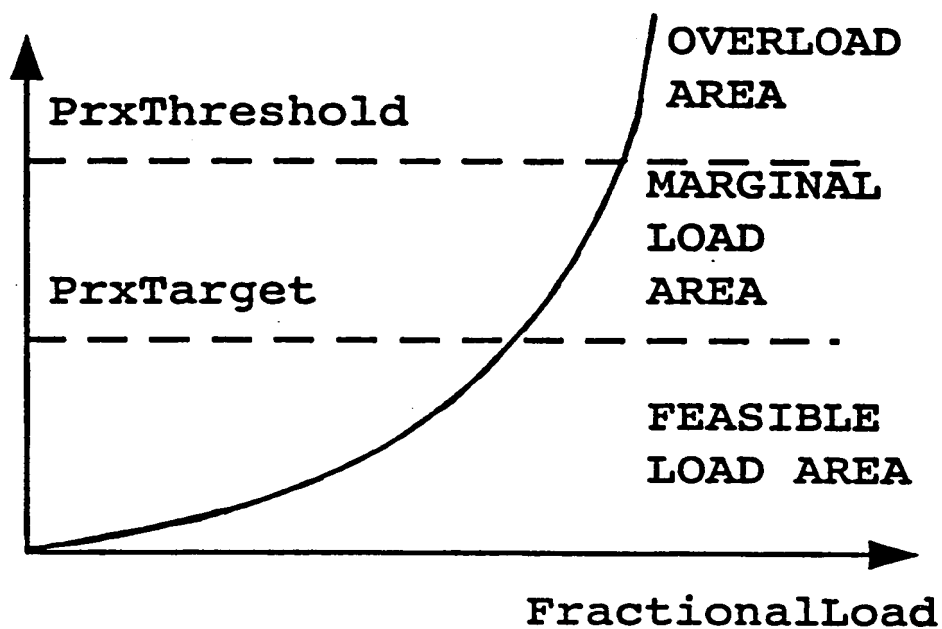 OVERLOAD
AREA
PrxThreshold
MARGINAL
LOAD
AREA
PrxTarget
FEASIBLE
LOAD AREA
FractionalLoad